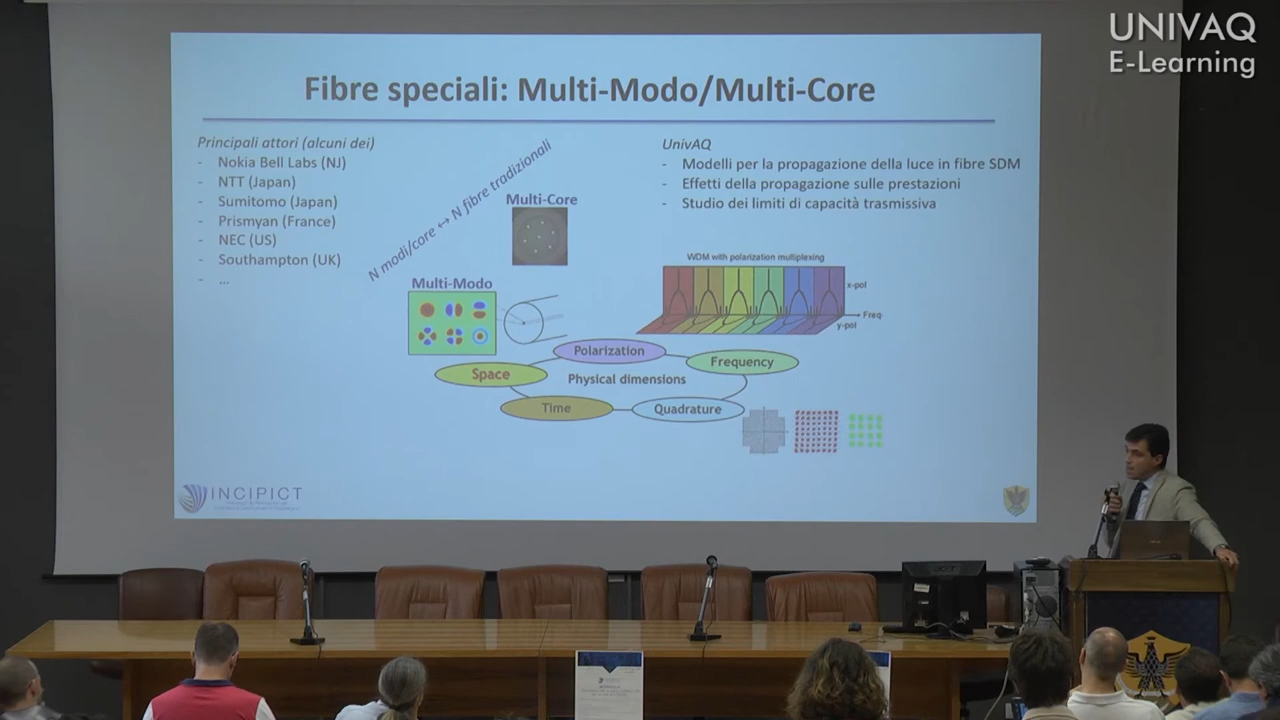 UNIVAQ
E-Learning
Fibre speciali: Multi-Modo/Multi-Core
Principali attori (alcuni dei)
- Nokia Bell Labs (NJ)
- NTT (Japan)
- Sumitomo (Japan)
- Prismyan (France)
- NEC (US)
- Southampton (UK)
- ...
N modi/core ↔ N fibre tradizionali
Multi-Core
Multi-Modo
UnivAQ
- Modelli per la propagazione della luce in fibre SDM
- Effetti della propagazione sulle prestazioni
- Studio dei limiti di capacità trasmissiva
WDM with polarization multiplexing
x-pol
Freq
y-pol
Polarization
Frequency
Space
Physical dimensions
Time
Quadrature
INCIPICT